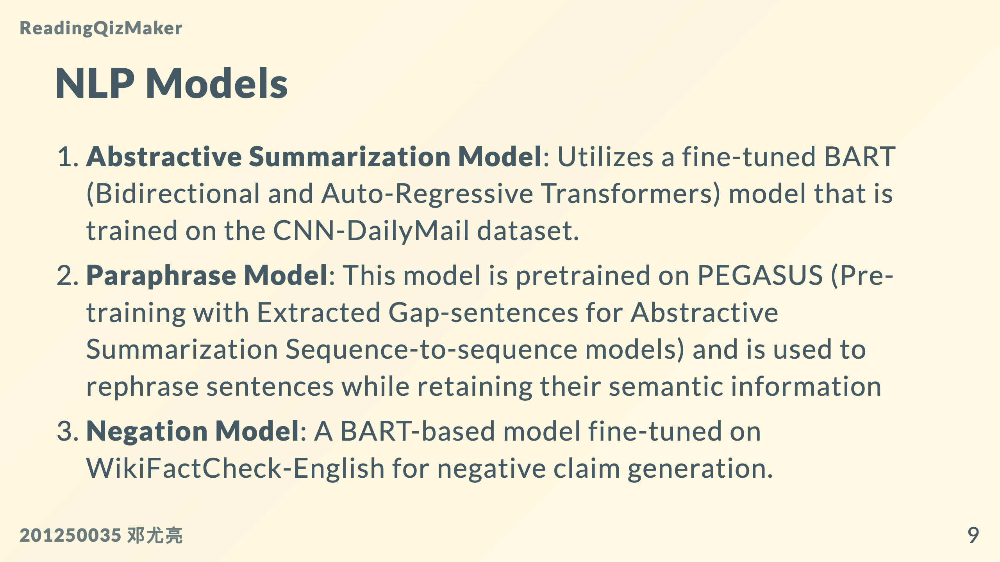 ReadingQizMaker
NLP Models
1. Abstractive Summarization Model: Utilizes a fine-tuned BART
(Bidirectional and Auto-Regressive Transformers) model that is
trained on the CNN-DailyMail dataset.
2. Paraphrase Model: This model is pretrained on PEGASUS (Pre-
training with Extracted Gap-sentences for Abstractive
Summarization Sequence-to-sequence models) and is used to
rephrase sentences while retaining their semantic information
3. Negation Model: A BART-based model fine-tuned on
WikiFactCheck-English for negative claim generation.
201250035 邓尤亮
9